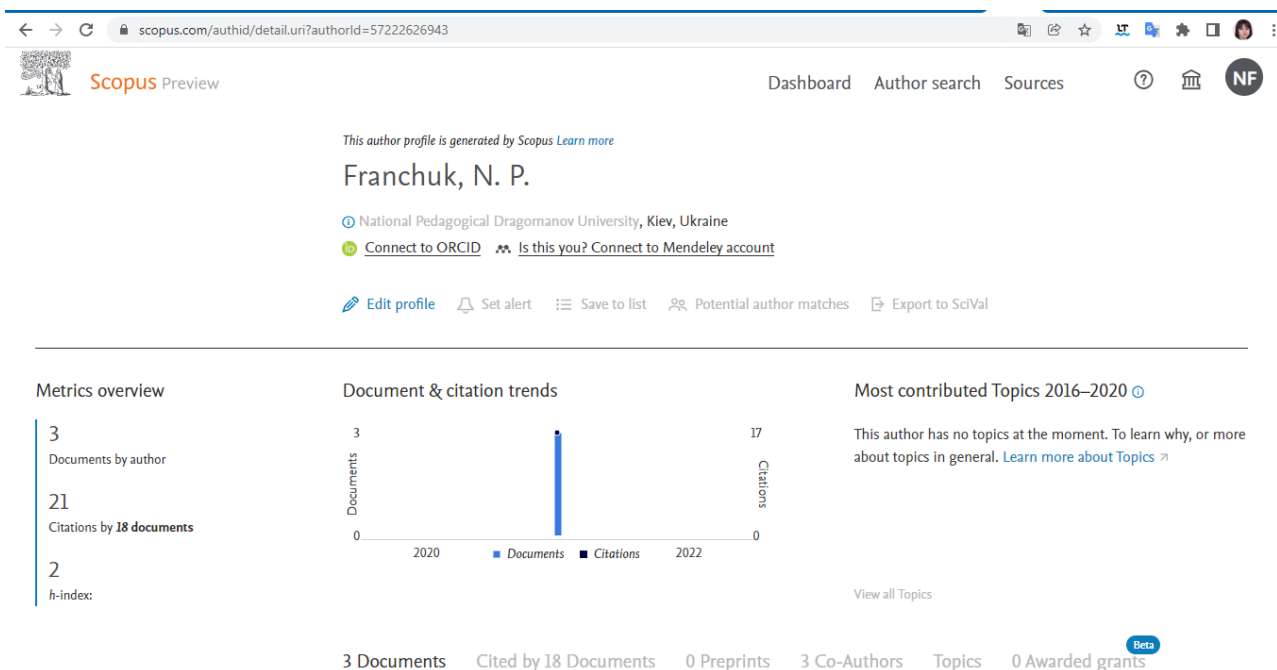 scopus.com/authid/detail.uri?authorId=57222626943
Scopus Preview
Dashboard Author search Sources
NF
This author profile is generated by Scopus Learn more
Franchuk, N. P.
National Pedagogical Dragomanov University, Kiev, Ukraine
iD Connect to ORCID Is this you? Connect to Mendeley account
Edit profile Set alert Save to list Potential author matches Export to SciVal
Metrics overview
3
Documents by author
21
Citations by 18 documents
2
h-index:
Document & citation trends
3 17
Documents
Citations
0 0
2020 Documents Citations 2022
Most contributed Topics 2016–2020
This author has no topics at the moment. To learn why, or more
about topics in general. Learn more about Topics
View all Topics
Beta
3 Documents Cited by 18 Documents 0 Preprints 3 Co-Authors Topics 0 Awarded grants